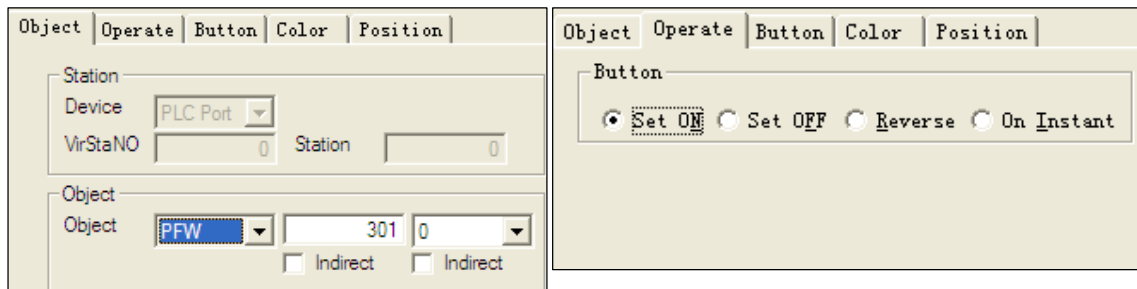 Object Operate Button Color Position
Station
Device PLC Port
VirStaNO 0 Station 0
Object
Object PFW 301 0
Indirect Indirect
Object Operate Button Color Position
Button
Set ON Set OFF Reverse On Instant